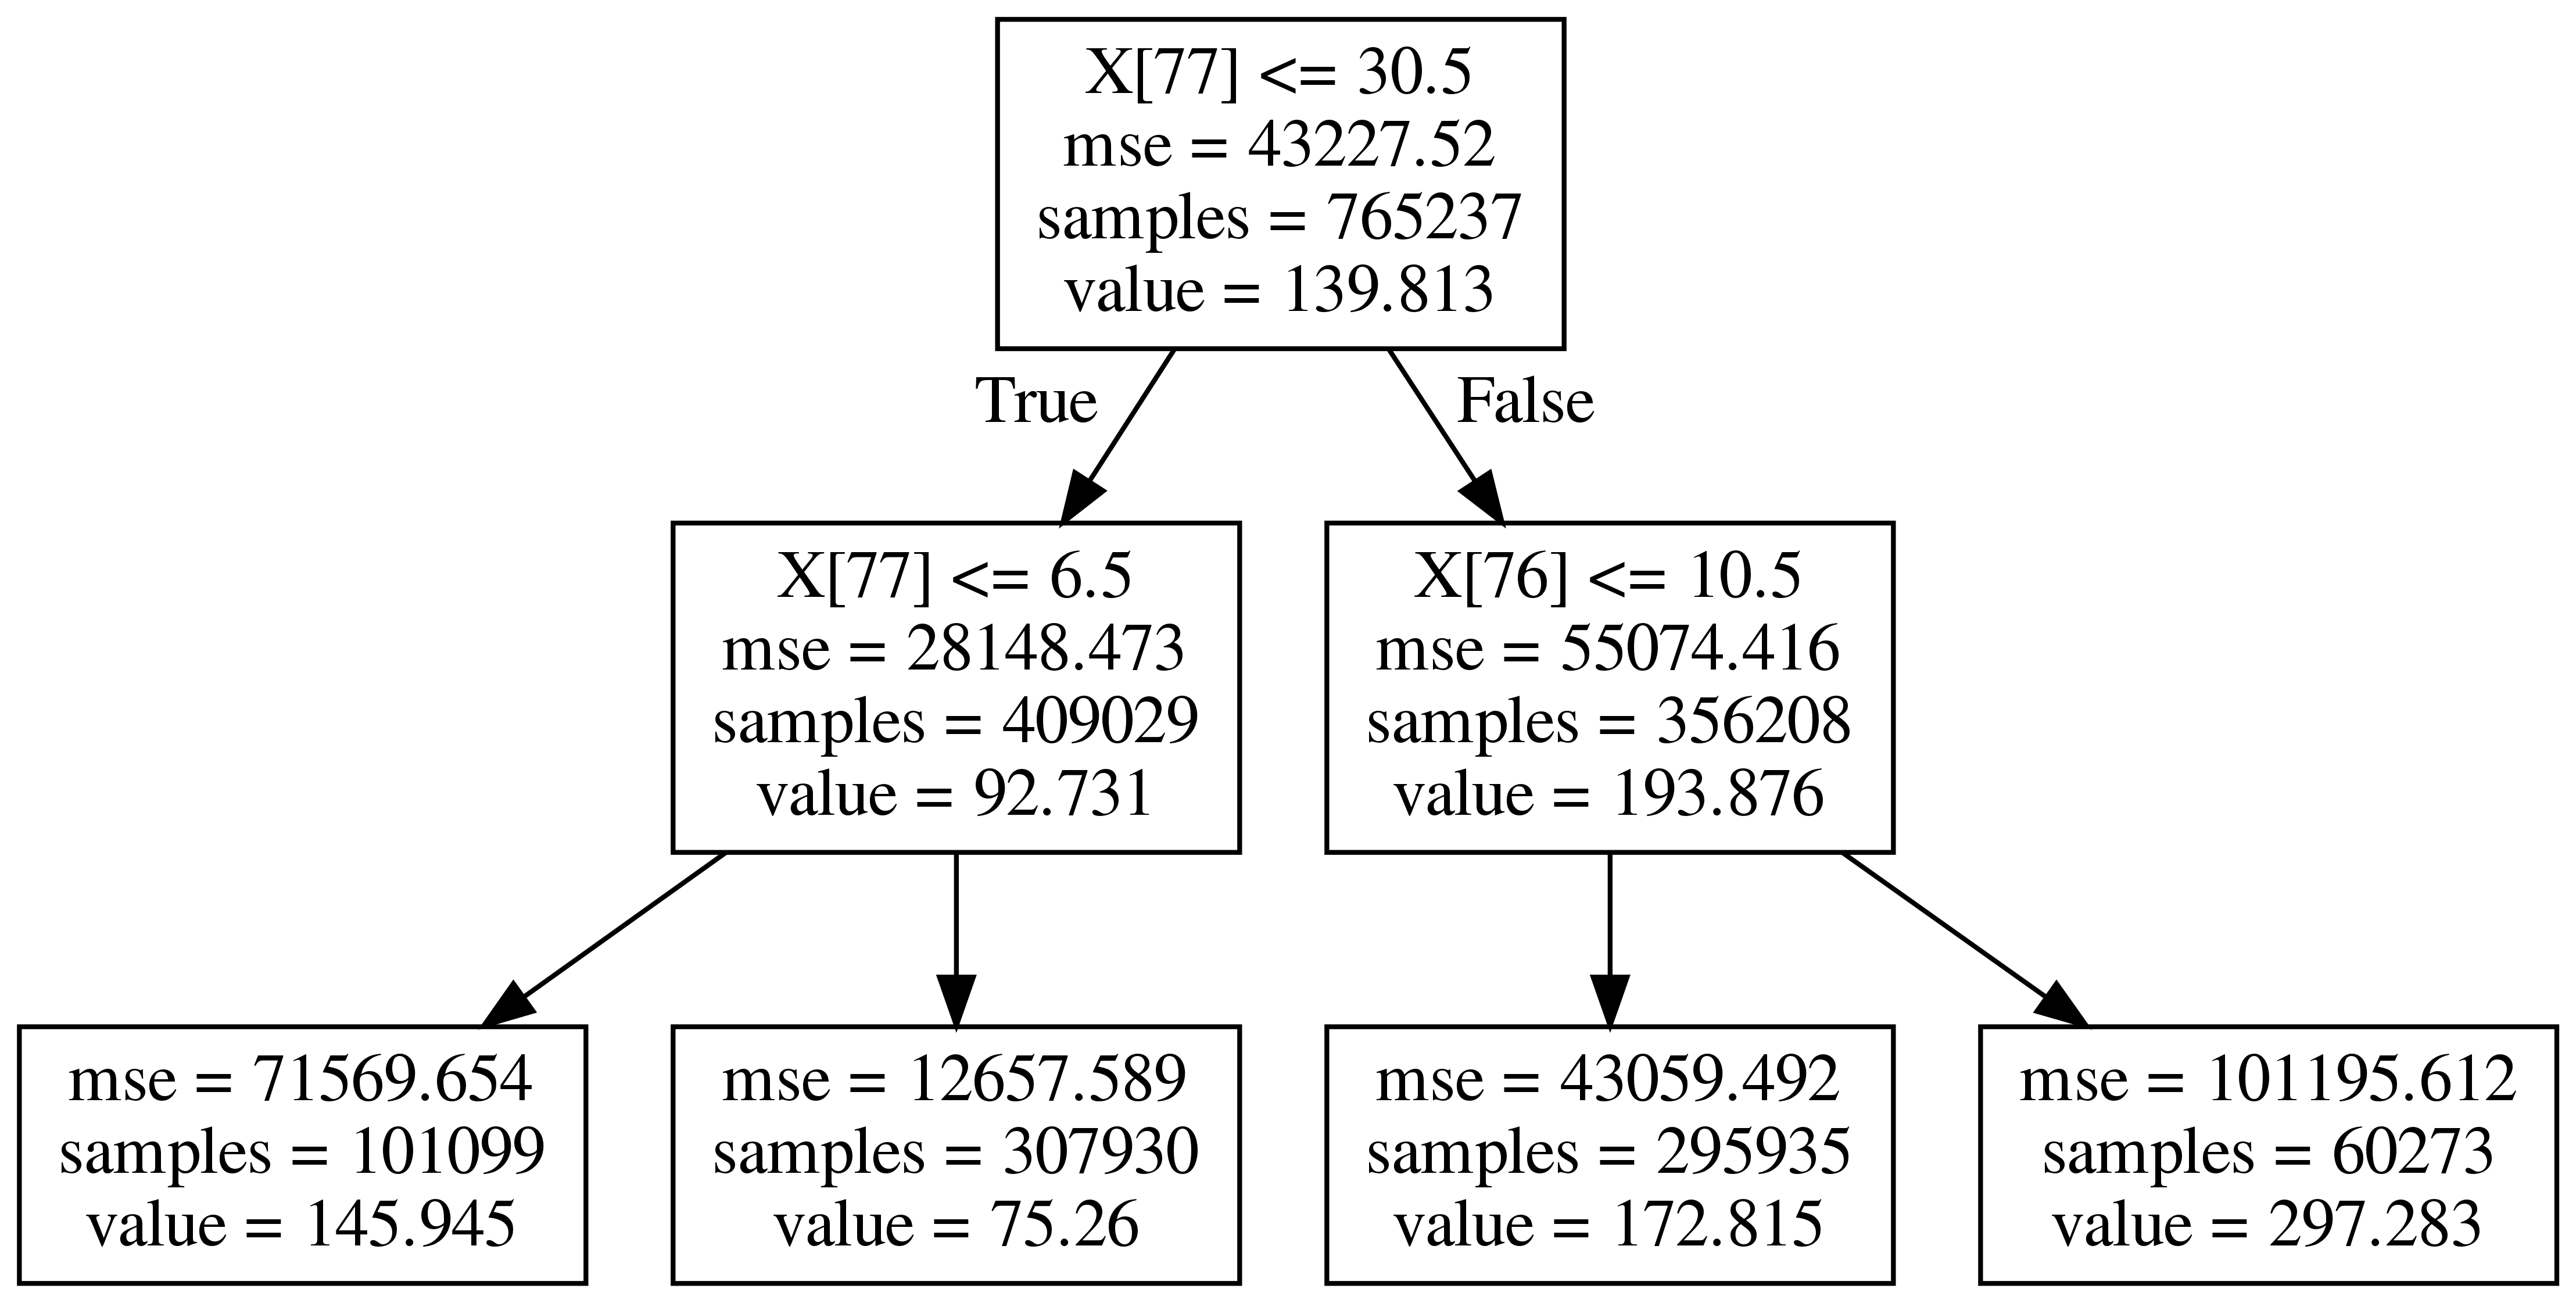 X[77] <= 30.5
mse = 43227.52
samples = 765237
value = 139.813
True
False
X[77] <= 6.5
mse = 28148.473
samples = 409029
value = 92.731
X[76] <= 10.5
mse = 55074.416
samples = 356208
value = 193.876
mse = 71569.654
samples = 101099
value = 145.945
mse = 12657.589
samples = 307930
value = 75.26
mse = 43059.492
samples = 295935
value = 172.815
mse = 101195.612
samples = 60273
value = 297.283